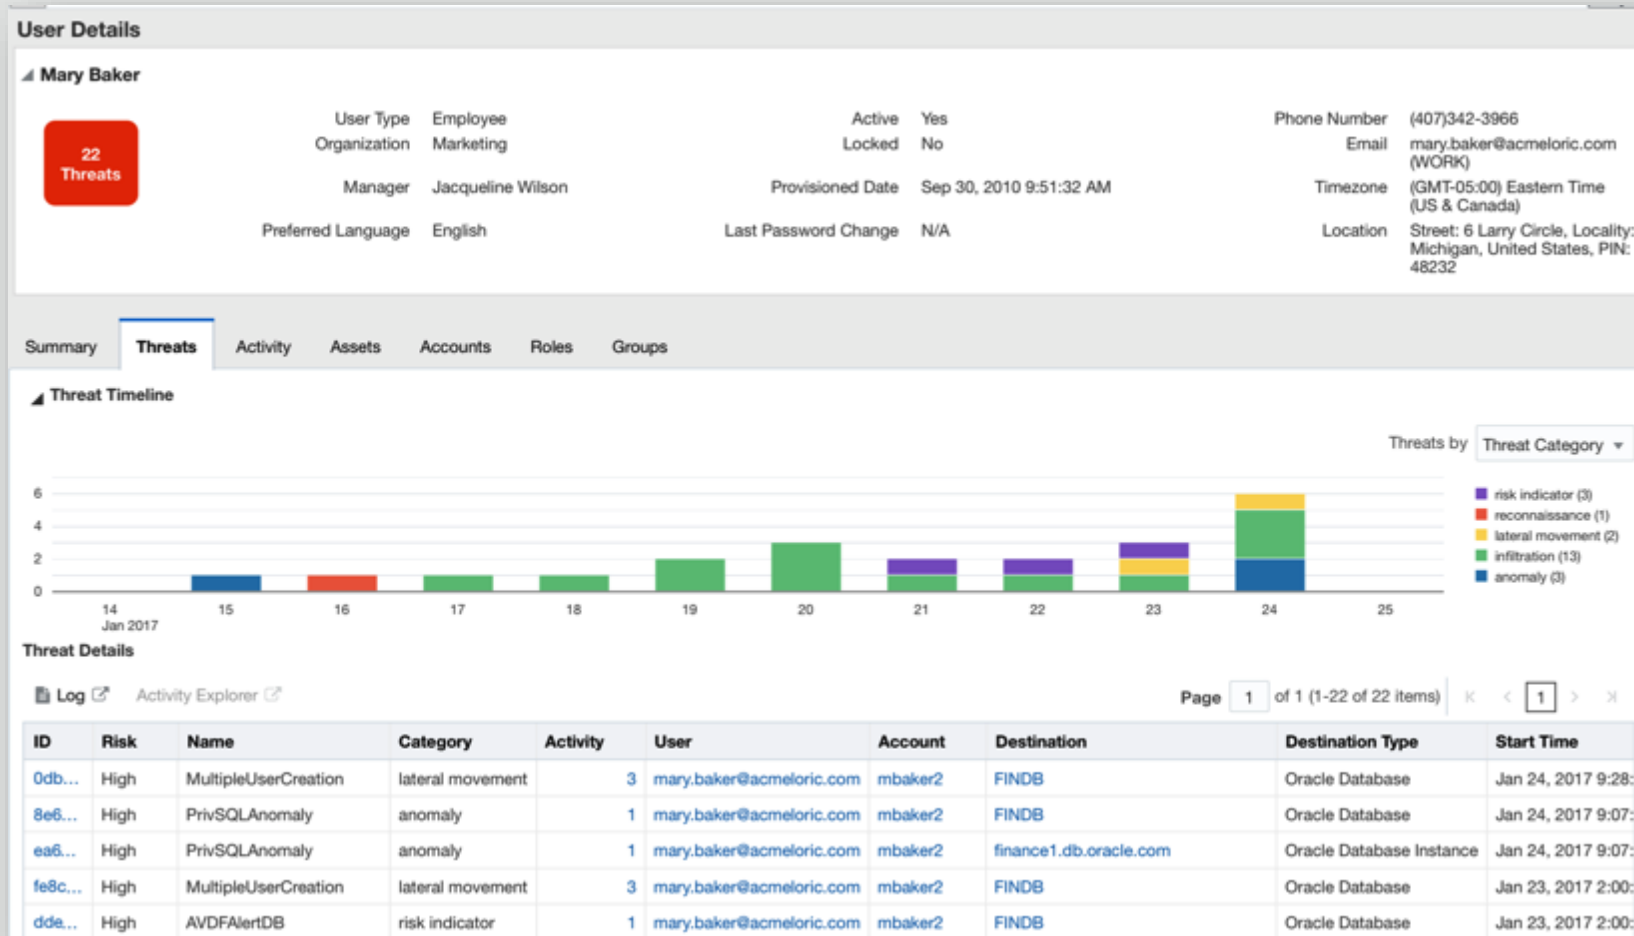 User Details
Mary Baker
22
Threats
User Type Employee Active Yes Phone Number (407)342-3966
Organization Marketing Locked No Email mary.baker@acmeloric.com
(WORK)
Manager Jacqueline Wilson Provisioned Date Sep 30, 2010 9:51:32 AM Timezone (GMT-05:00) Eastern Time
(US & Canada)
Preferred Language English Last Password Change N/A Location Street: 6 Larry Circle, Locality:
Michigan, United States, PIN:
48232
Summary Threats Activity Assets Accounts Roles Groups
Threat Timeline
Threats by Threat Category
6
4
2
0
risk indicator (3)
reconnaissance (1)
lateral movement (2)
infiltration (13)
anomaly (3)
14 15 16 17 18 19 20 21 22 23 24 25
Jan 2017
Threat Details
Log Activity Explorer Page 1 of 1 (1-22 of 22 items) 1
ID Risk Name Category Activity User Account Destination Destination Type Start Time
0db... High MultipleUserCreation lateral movement 3 mary.baker@acmeloric.com mbaker2 FINDB Oracle Database Jan 24, 2017 9:28:
8e6... High PrivSQLAnomaly anomaly 1 mary.baker@acmeloric.com mbaker2 FINDB Oracle Database Jan 24, 2017 9:07:
ea6... High PrivSQLAnomaly anomaly 1 mary.baker@acmeloric.com mbaker2 finance1.db.oracle.com Oracle Database Instance Jan 24, 2017 9:07:
fe8c... High MultipleUserCreation lateral movement 3 mary.baker@acmeloric.com mbaker2 FINDB Oracle Database Jan 23, 2017 2:00:
dde... High AVDFAlertDB risk indicator 1 mary.baker@acmeloric.com mbaker2 FINDB Oracle Database Jan 23, 2017 2:00: